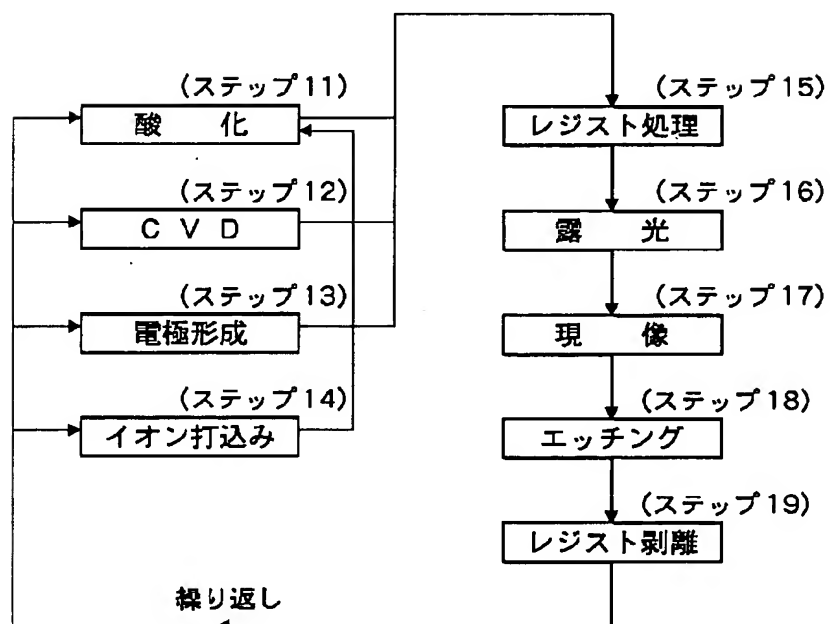 (ステップ11)
酸 化
(ステップ12)
C V D
(ステップ13)
電極形成
(ステップ14)
イオン打込み
(ステップ15)
レジスト処理
(ステップ16)
露 光
(ステップ17)
現 像
(ステップ18)
エッチング
(ステップ19)
レジスト剥離
繰り返し